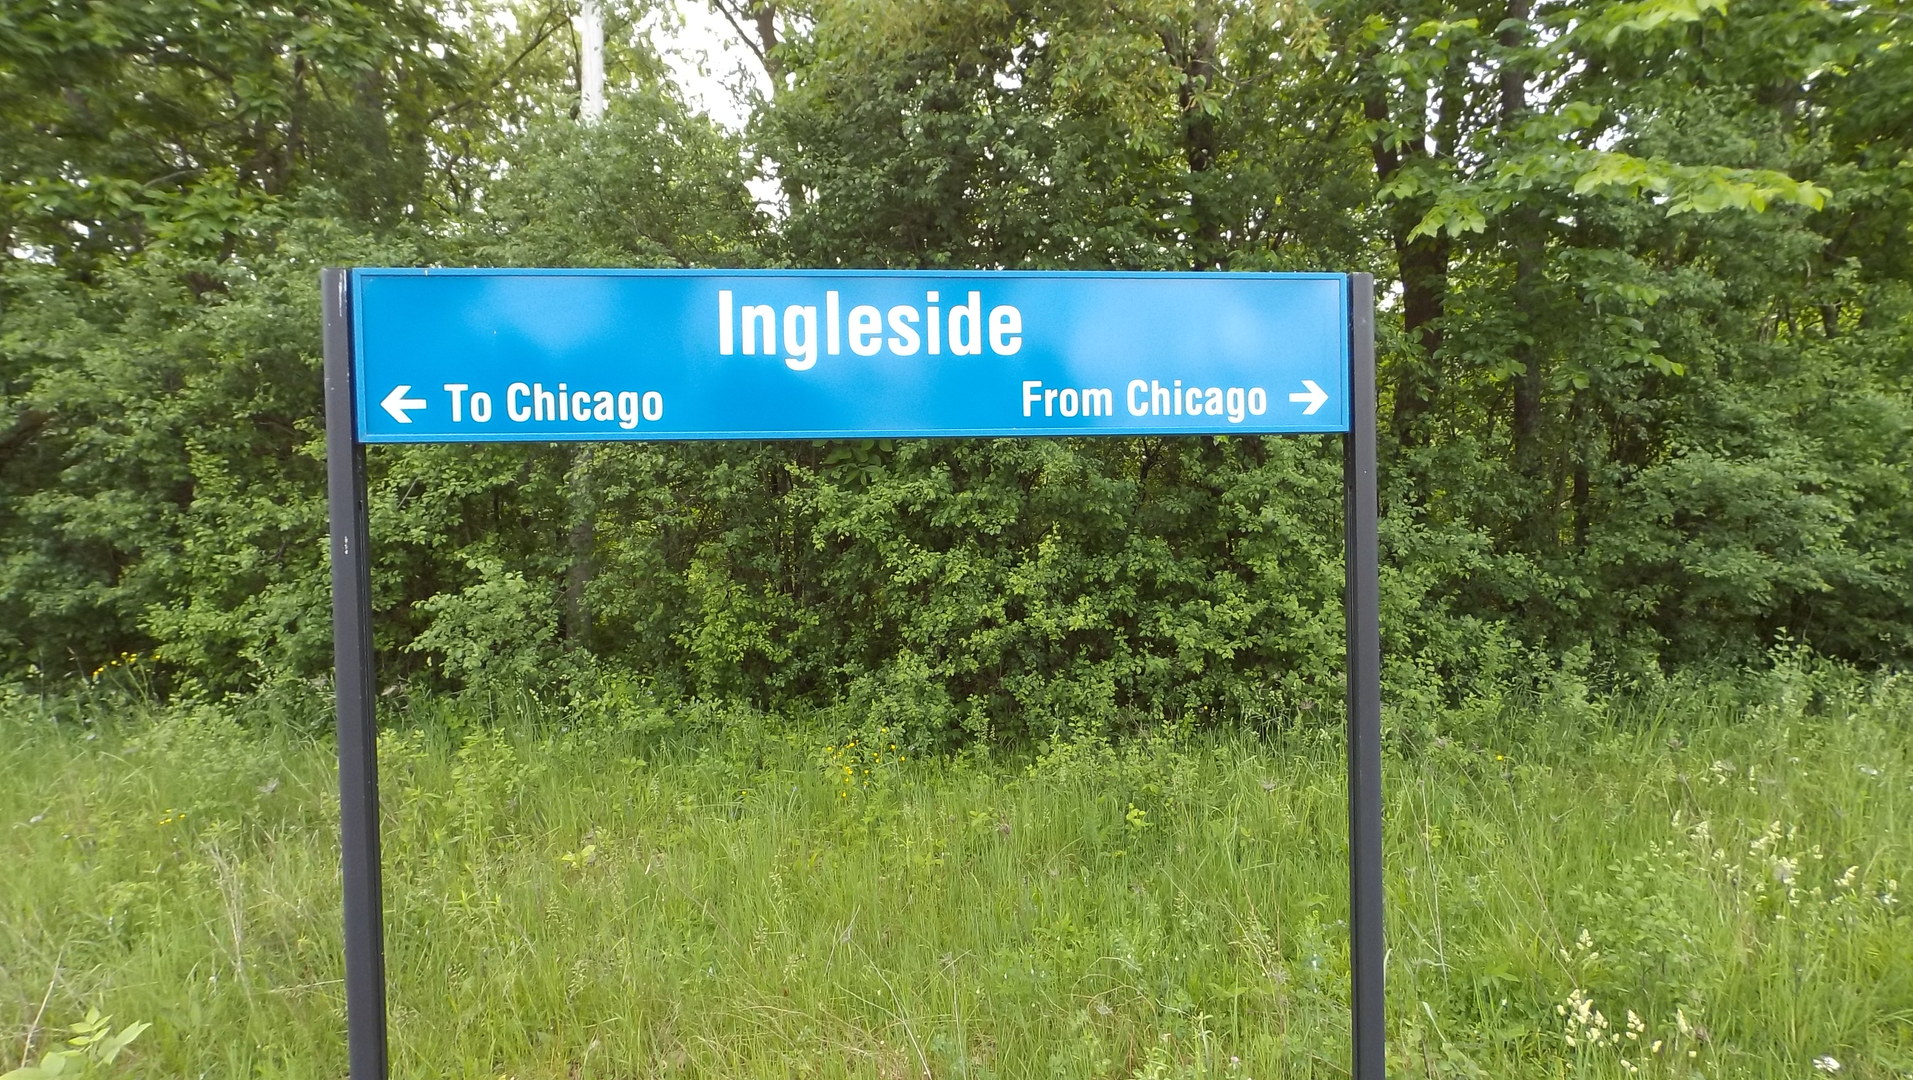 Ingleside
← To Chicago
From Chicago →